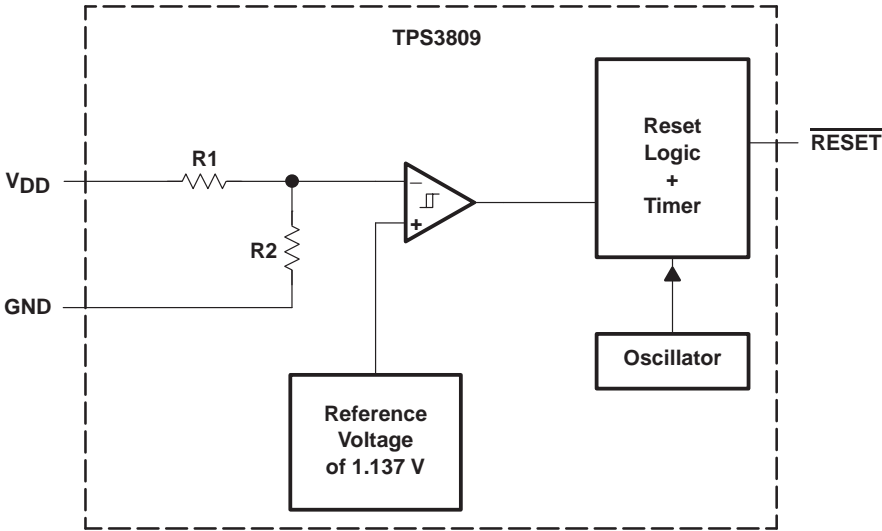 TPS3809
Reset
Logic
+
Timer
RESET
R1
VDD
−
+
R2
GND
Oscillator
Reference
Voltage
of 1.137 V